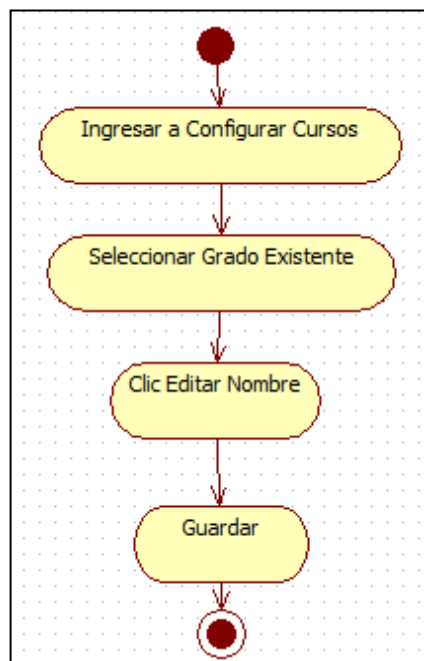 Ingresar a Configurar Cursos
Seleccionar Grado Existente
Clic Editar Nombre
Guardar